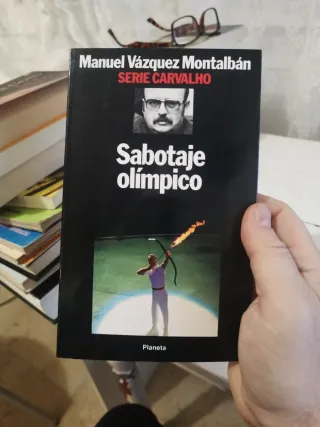 Manuel Vázquez Montalbán
SERIE CARVALHO
Sabotaje
olímpico
Planeta